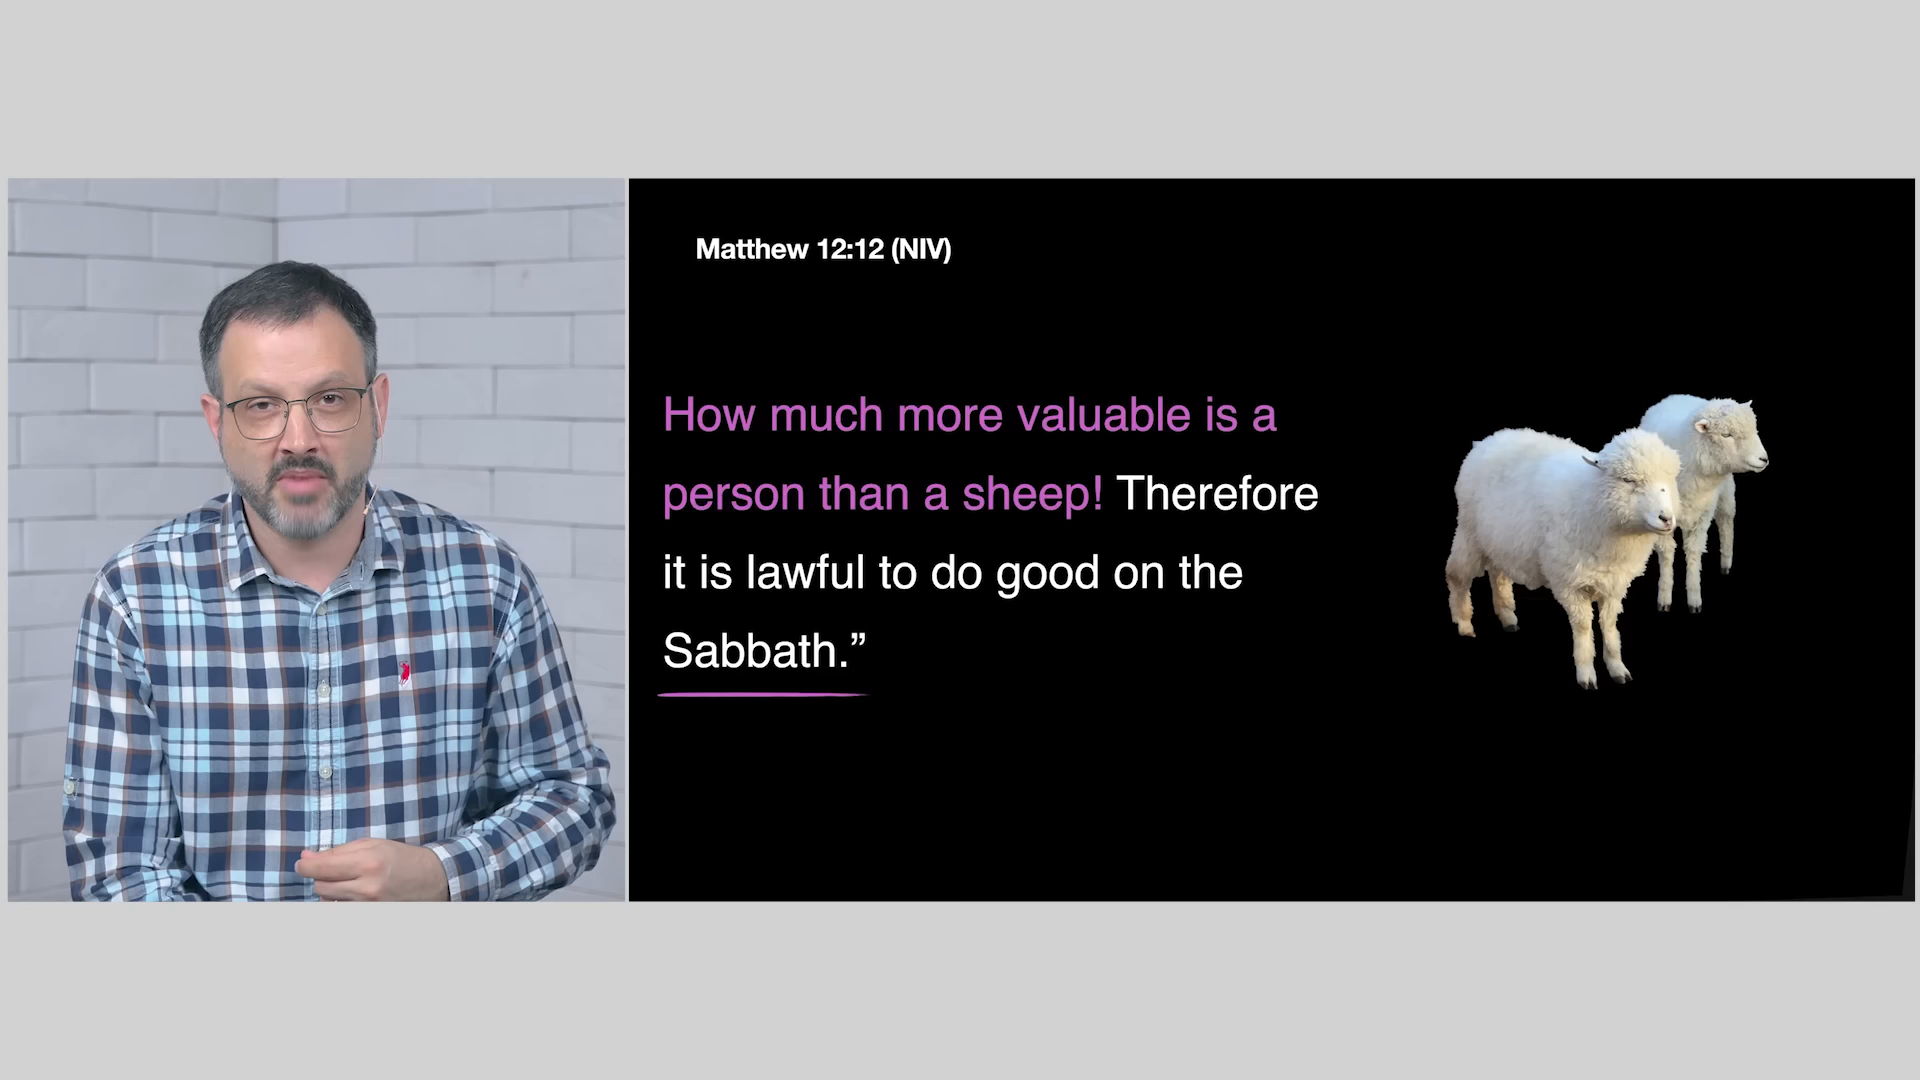 Matthew 12:12 (NIV)
How much more valuable is a
person than a sheep! Therefore
it is lawful to do good on the
Sabbath.”